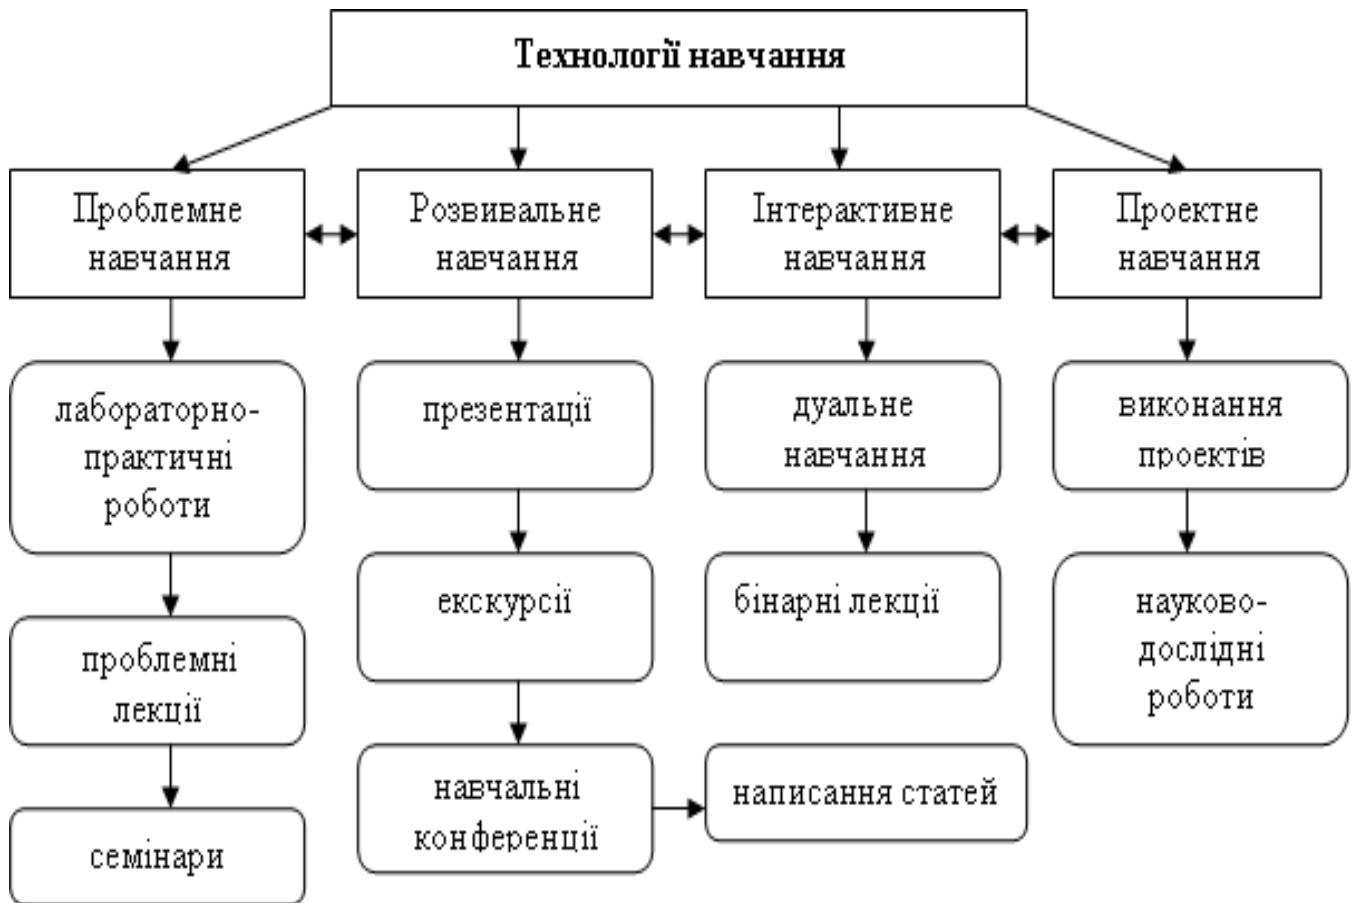 Технології навчання
Проблемне
навчання
Розвивальне
навчання
Інтерактивне
навчання
Проектне
навчання
лабораторно-
практичні
роботи
проблемні
лекції
семінари
презентації
екскурсії
навчальні
конференції
написання статей
дуальне
навчання
бінарні лекції
виконання
проектів
науково-
дослідні
роботи